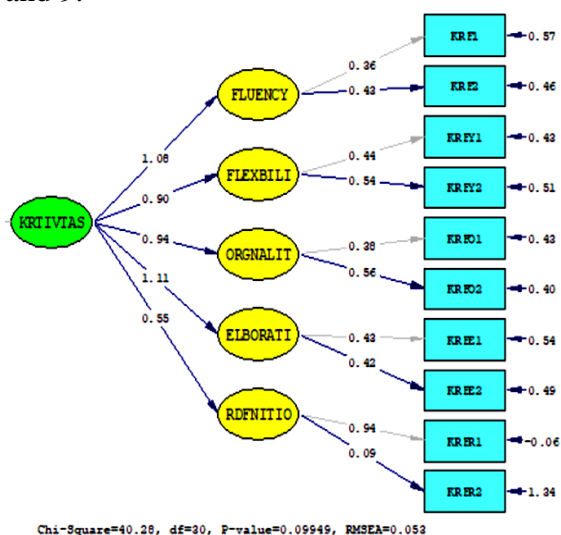 and 9.
KRF1
0.57
0.36
FLUENCY
0.43
KRF2
0.46
KRFY1
0.43
1.08
0.44
FLEXBILI
0.54
KRFY2
0.51
0.90
KRTIVTAS
0.94
KRFO1
0.43
0.38
ORGNALIT
0.56
KRFO2
0.40
1.11
0.55
KREE1
0.54
0.43
ELBORATI
0.42
KREE2
0.49
RDFNITIO
0.94
KRER1
-0.06
0.09
KRER2
1.34
Chi-Square=40.28, df=30, P-value=0.09949, RMSEA=0.053